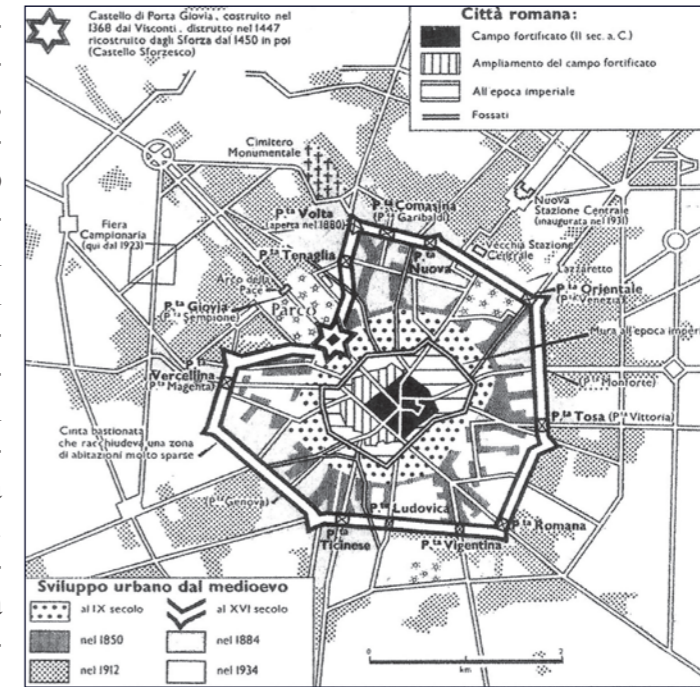 Castello di Porta Giovia, costruito nel
1368 dai Visconti, distrutto nel 1447
ricostruito dagli Sforza dal 1450 in poi
(Castello Sforzesco)
Città romana:
Campo fortificato (II sec. a.C.)
Ampliamento del campo fortificato
All'epoca imperiale
Fossati
Cimitero
Monumentale
P.ta Volta
(aperta nel 1880)
P.ta Comasina
(P.ta Garibaldi)
Nuova
Stazione Centrale
(inaugurata nel 1931)
Fiera
Campionaria
(qui dal 1923)
P.ta Tenaglia
P.ta
Nuova
Vecchia Stazione
Centrale
Lazzaretto
Arco della
Pace
P.ta Orientale
(P.ta Venezia)
P.ta Giovia
(P.ta Sempione)
Parco
Mura all'epoca imper
P.ta
Vercellina
(P.ta Magenta)
(P.ta Monforte)
P.ta Tosa (P.ta Vittoria)
Cinta bastionata
che racchiudeva una zona
di abitazioni molto sparse
(P.ta Genova)
P.ta Ludovica
P.ta Romana
P.ta
Ticinese
P.ta Vigentina
Sviluppo urbano dal medioevo
al IX secolo
al XVI secolo
nel 1850
nel 1884
nel 1912
nel 1934
0
2
km